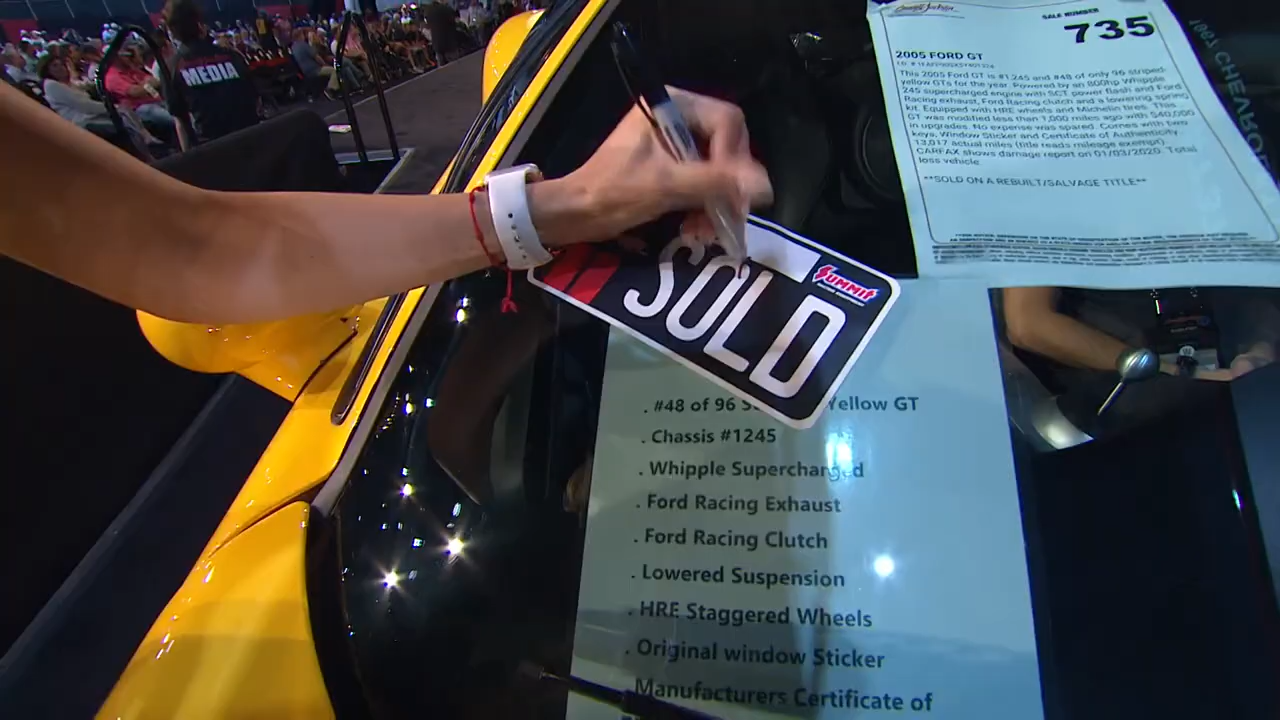 MEDIA
SALE NUMBER
735
2005 FORD GT
This 2005 Ford GT is #1,245 and #48 of only 96 striped-
yellow GTs for the year. Powered by an 800hp Whipple
245 supercharged engine with SCT power flash and Ford
Racing exhaust, Ford Racing clutch and a lowering spring
kit. Equipped with HRE wheels and Michelin tires. This
GT was modified less than 1,000 miles ago with $40,000
in upgrades. No expense was spared. Comes with two
keys, Window Sticker and Certificate of Authenticity.
13,017 actual miles (title reads mileage exempt)
CARFAX shows damage report on 01/03/2020. Total
loss vehicle.
**SOLD ON A REBUILT/SALVAGE TITLE**
SOLD
SUMMIT
. #48 of 96 Yellow GT
. Chassis #1245
. Whipple Supercharged
. Ford Racing Exhaust
. Ford Racing Clutch
. Lowered Suspension
. HRE Staggered Wheels
. Original window Sticker
Manufacturers Certificate of